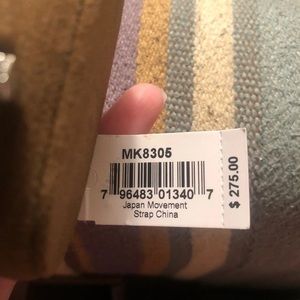 MK8305
7 96483 01340 7
Japan Movement
Strap China
$ 275.00